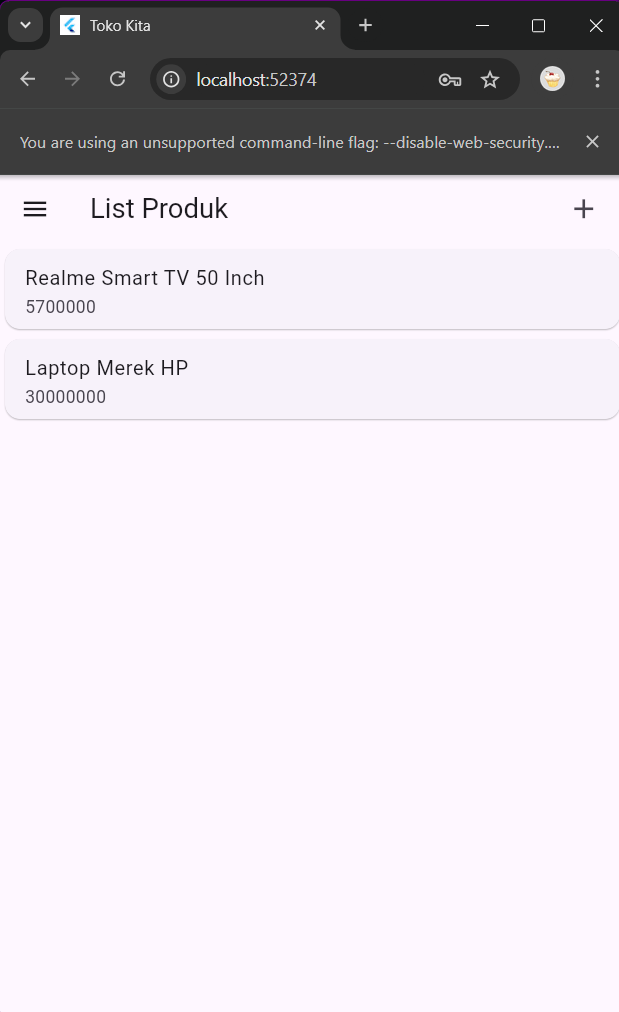 Toko Kita
localhost:52374
You are using an unsupported command-line flag: --disable-web-security....
List Produk
Realme Smart TV 50 Inch
5700000
Laptop Merek HP
30000000